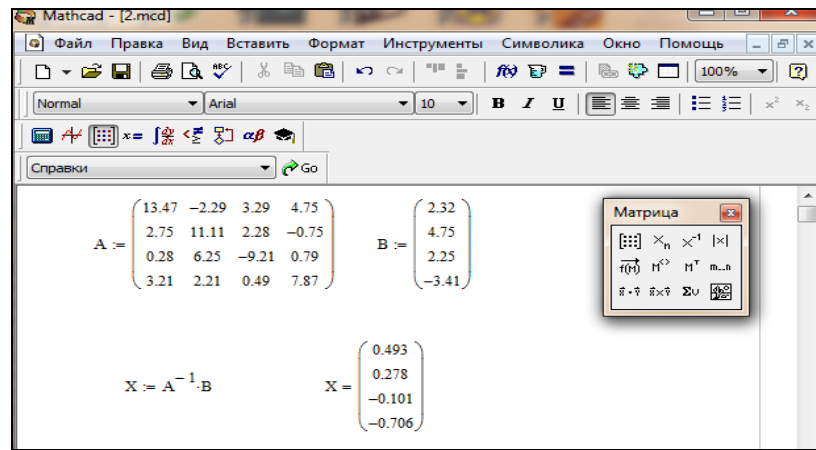 Mathcad - [2.mcd]
Файл Правка Вид Вставить Формат Инструменты Символика Окно Помощь
100%
Normal Arial 10 B I U
Справки Go
A := ( 13.47 −2.29 3.29 4.75
2.75 11.11 2.28 −0.75
0.28 6.25 −9.21 0.79
3.21 2.21 0.49 7.87 )
B := ( 2.32
4.75
2.25
−3.41 )
Матрица
X := A⁻¹·B
X = ( 0.493
0.278
−0.101
−0.706 )